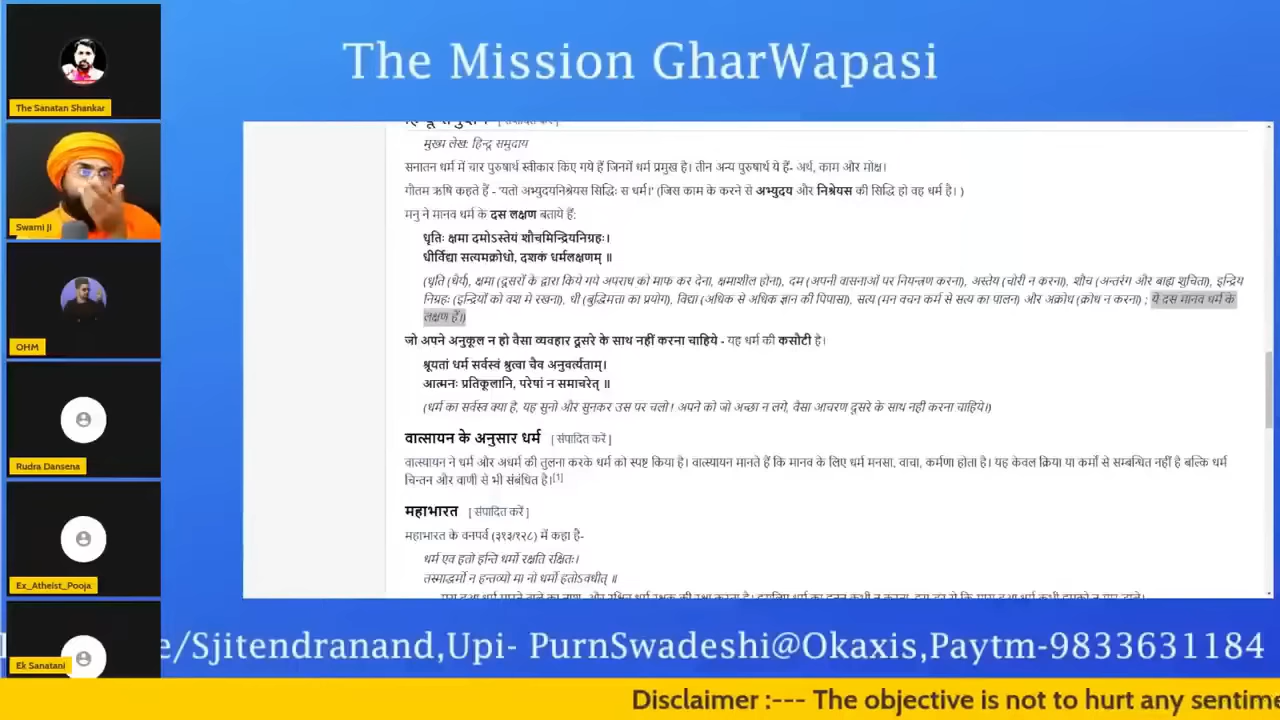 The Mission GharWapasi
The Sanatan Shankar
Swami Ji
OHM
Rudra Dansena
Ex_Atheist_Pooja
Ek Sanatani
मुख्य लेख: हिन्दू समुदाय
सनातन धर्म में चार पुरुषार्थ स्वीकार किए गये हैं जिनमें धर्म प्रमुख है। तीन अन्य पुरुषार्थ ये हैं- अर्थ, काम और मोक्ष।
गौतम ऋषि कहते हैं - 'यतो अभ्युदयनिश्रेयस सिद्धिः स धर्म।' (जिस काम के करने से अभ्युदय और निश्रेयस की सिद्धि हो वह धर्म है। )
मनु ने मानव धर्म के दस लक्षण बताये हैं:
धृतिः क्षमा दमोऽस्तेयं शौचमिन्द्रियनिग्रहः।
धीर्विद्या सत्यमक्रोधो, दशकं धर्मलक्षणम् ॥
(धृति (धैर्य), क्षमा (दूसरों के द्वारा किये गये अपराध को माफ कर देना, क्षमाशील होना), दम (अपनी वासनाओं पर नियन्त्रण करना), अस्तेय (चोरी न करना), शौच (अन्तरंग और बाह्य शुचिता), इन्द्रिय
निग्रहः (इन्द्रियों को वश मे रखना), धी (बुद्धिमत्ता का प्रयोग), विद्या (अधिक से अधिक ज्ञान की पिपासा), सत्य (मन वचन कर्म से सत्य का पालन) और अक्रोध (क्रोध न करना) ; ये दस मानव धर्म के
लक्षण हैं।)
जो अपने अनुकूल न हो वैसा व्यवहार दूसरे के साथ नहीं करना चाहिये - यह धर्म की कसौटी है।
श्रूयतां धर्म सर्वस्वं श्रुत्वा चैव अनुवर्त्यताम्।
आत्मनः प्रतिकूलानि, परेषां न समाचरेत् ॥
(धर्म का सर्वस्व क्या है, यह सुनो और सुनकर उस पर चलो ! अपने को जो अच्छा न लगे, वैसा आचरण दूसरे के साथ नही करना चाहिये।)
वात्सायन के अनुसार धर्म [ संपादित करें ]
वात्स्यायन ने धर्म और अधर्म की तुलना करके धर्म को स्पष्ट किया है। वात्स्यायन मानते हैं कि मानव के लिए धर्म मनसा, वाचा, कर्मणा होता है। यह केवल क्रिया या कर्मों से सम्बन्धित नहीं है बल्कि धर्म
चिन्तन और वाणी से भी संबंधित है।[1]
महाभारत [ संपादित करें ]
महाभारत के वनपर्व (३१३/१२८) में कहा है-
धर्म एव हतो हन्ति धर्मो रक्षति रक्षितः।
तस्माद्धर्मो न हन्तव्यो मा नो धर्मो हतोऽवधीत् ॥
e/Sjitendranand,Upi- PurnSwadeshi@Okaxis,Paytm-9833631184
Disclaimer :--- The objective is not to hurt any sentime